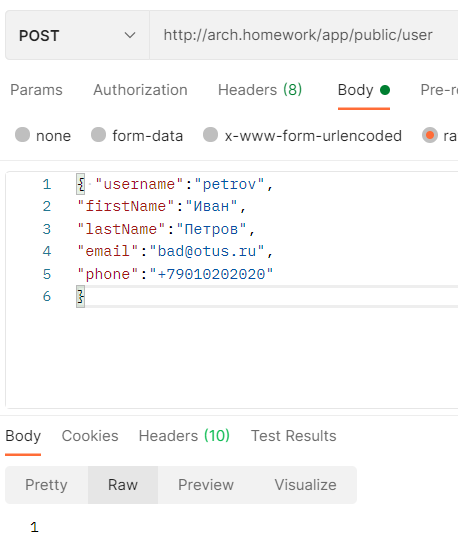 POST http://arch.homework/app/public/user
Params Authorization Headers (8) Body Pre-r
none form-data x-www-form-urlencoded ra
1 { "username":"petrov",
2 "firstName":"Иван",
3 "lastName":"Петров",
4 "email":"bad@otus.ru",
5 "phone":"+79010202020"
6 }
Body Cookies Headers (10) Test Results
Pretty Raw Preview Visualize
1